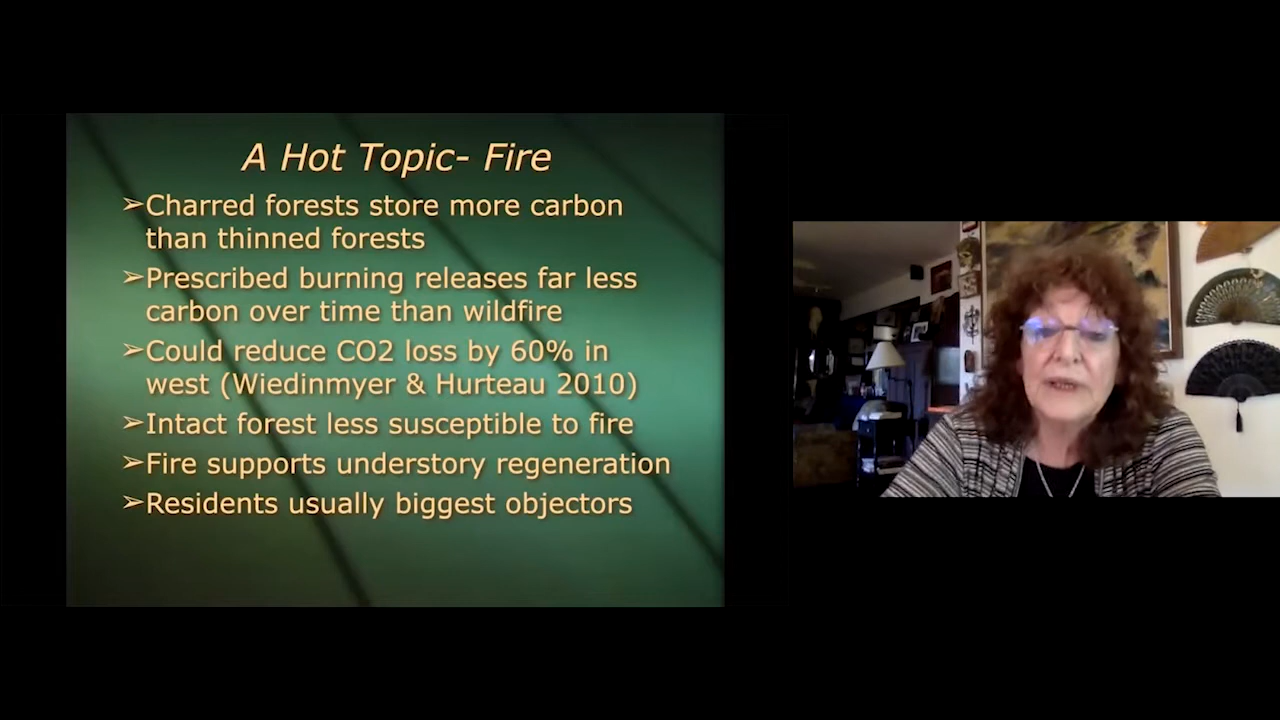 A Hot Topic- Fire
➢Charred forests store more carbon
than thinned forests
➢Prescribed burning releases far less
carbon over time than wildfire
➢Could reduce CO2 loss by 60% in
west (Wiedinmyer & Hurteau 2010)
➢Intact forest less susceptible to fire
➢Fire supports understory regeneration
➢Residents usually biggest objectors